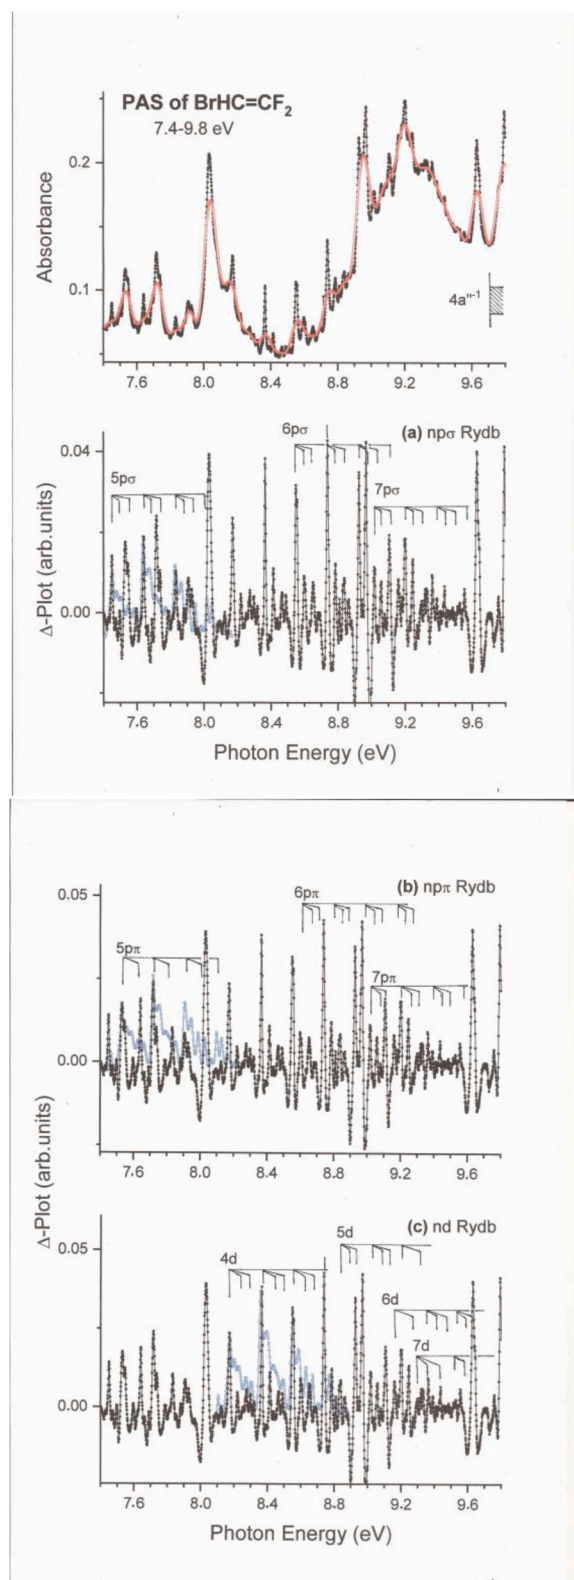 PAS of BrHC=CF₂
7.4-9.8 eV
Absorbance
0.2
0.1
4a"⁻¹
7.6 8.0 8.4 8.8 9.2 9.6
(a) npσ Rydb
6pσ
5pσ
7pσ
0.04
0.00
Δ-Plot (arb.units)
7.6 8.0 8.4 8.8 9.2 9.6
Photon Energy (eV)
(b) npπ Rydb
6pπ
5pπ
7pπ
0.05
0.00
7.6 8.0 8.4 8.8 9.2 9.6
Δ-Plot (arb.units)
(c) nd Rydb
5d
4d
6d
7d
0.05
0.00
7.6 8.0 8.4 8.8 9.2 9.6
Photon Energy (eV)